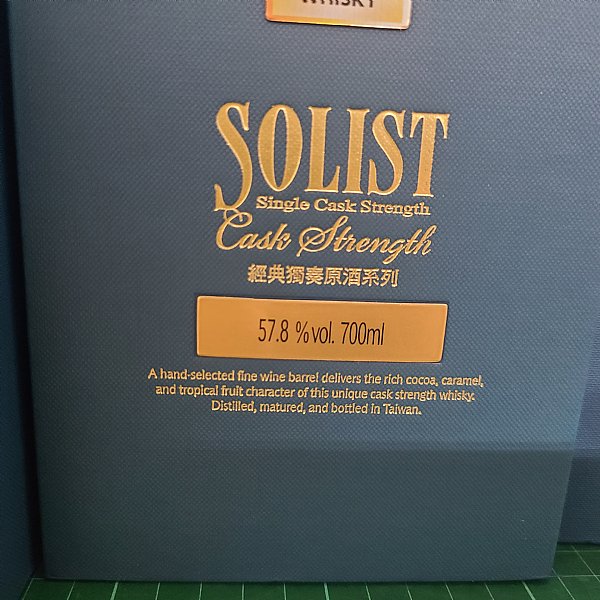 WHISKY
SOLIST
Single Cask Strength
Cask Strength
經典獨奏原酒系列
57.8 %vol. 700ml
A hand-selected fine wine barrel delivers the rich cocoa, caramel,
and tropical fruit character of this unique cask strength whisky.
Distilled, matured, and bottled in Taiwan.